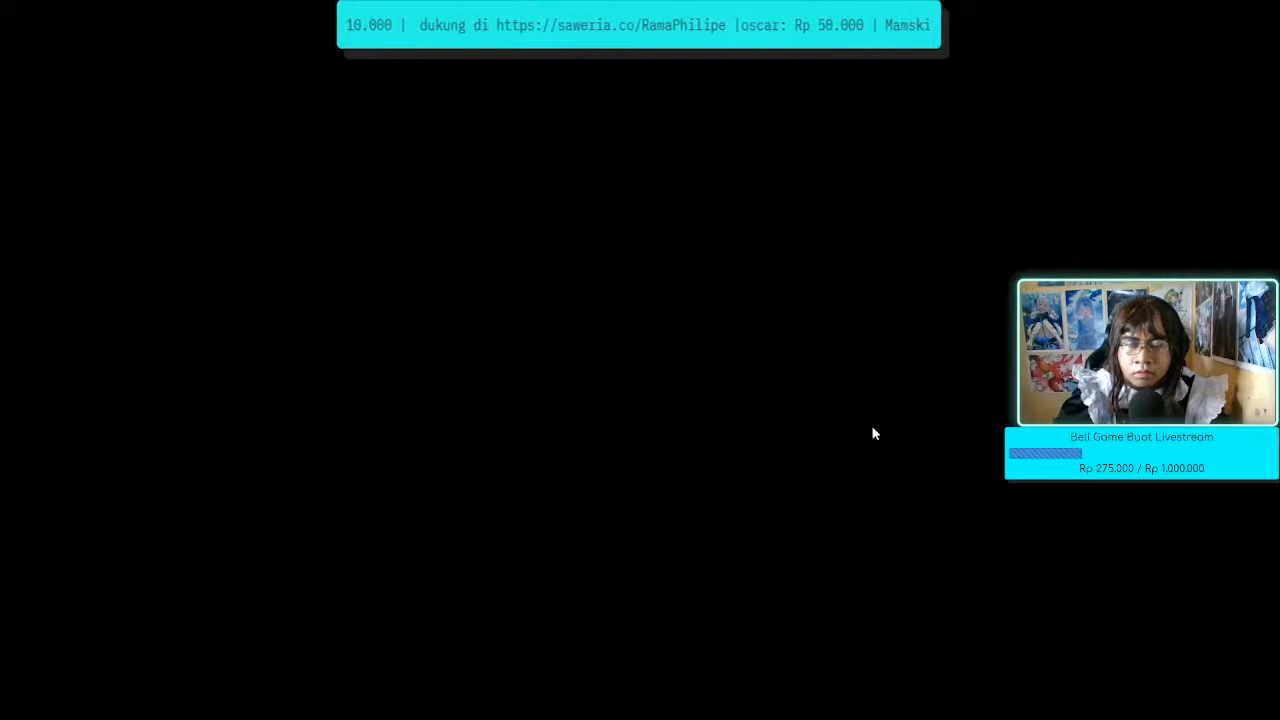 10.000 | dukung di https://saweria.co/RamaPhilipe |oscar: Rp 50.000 | Mamski
Beli Game Buat Livestream
Rp 275.000 / Rp 1.000.000